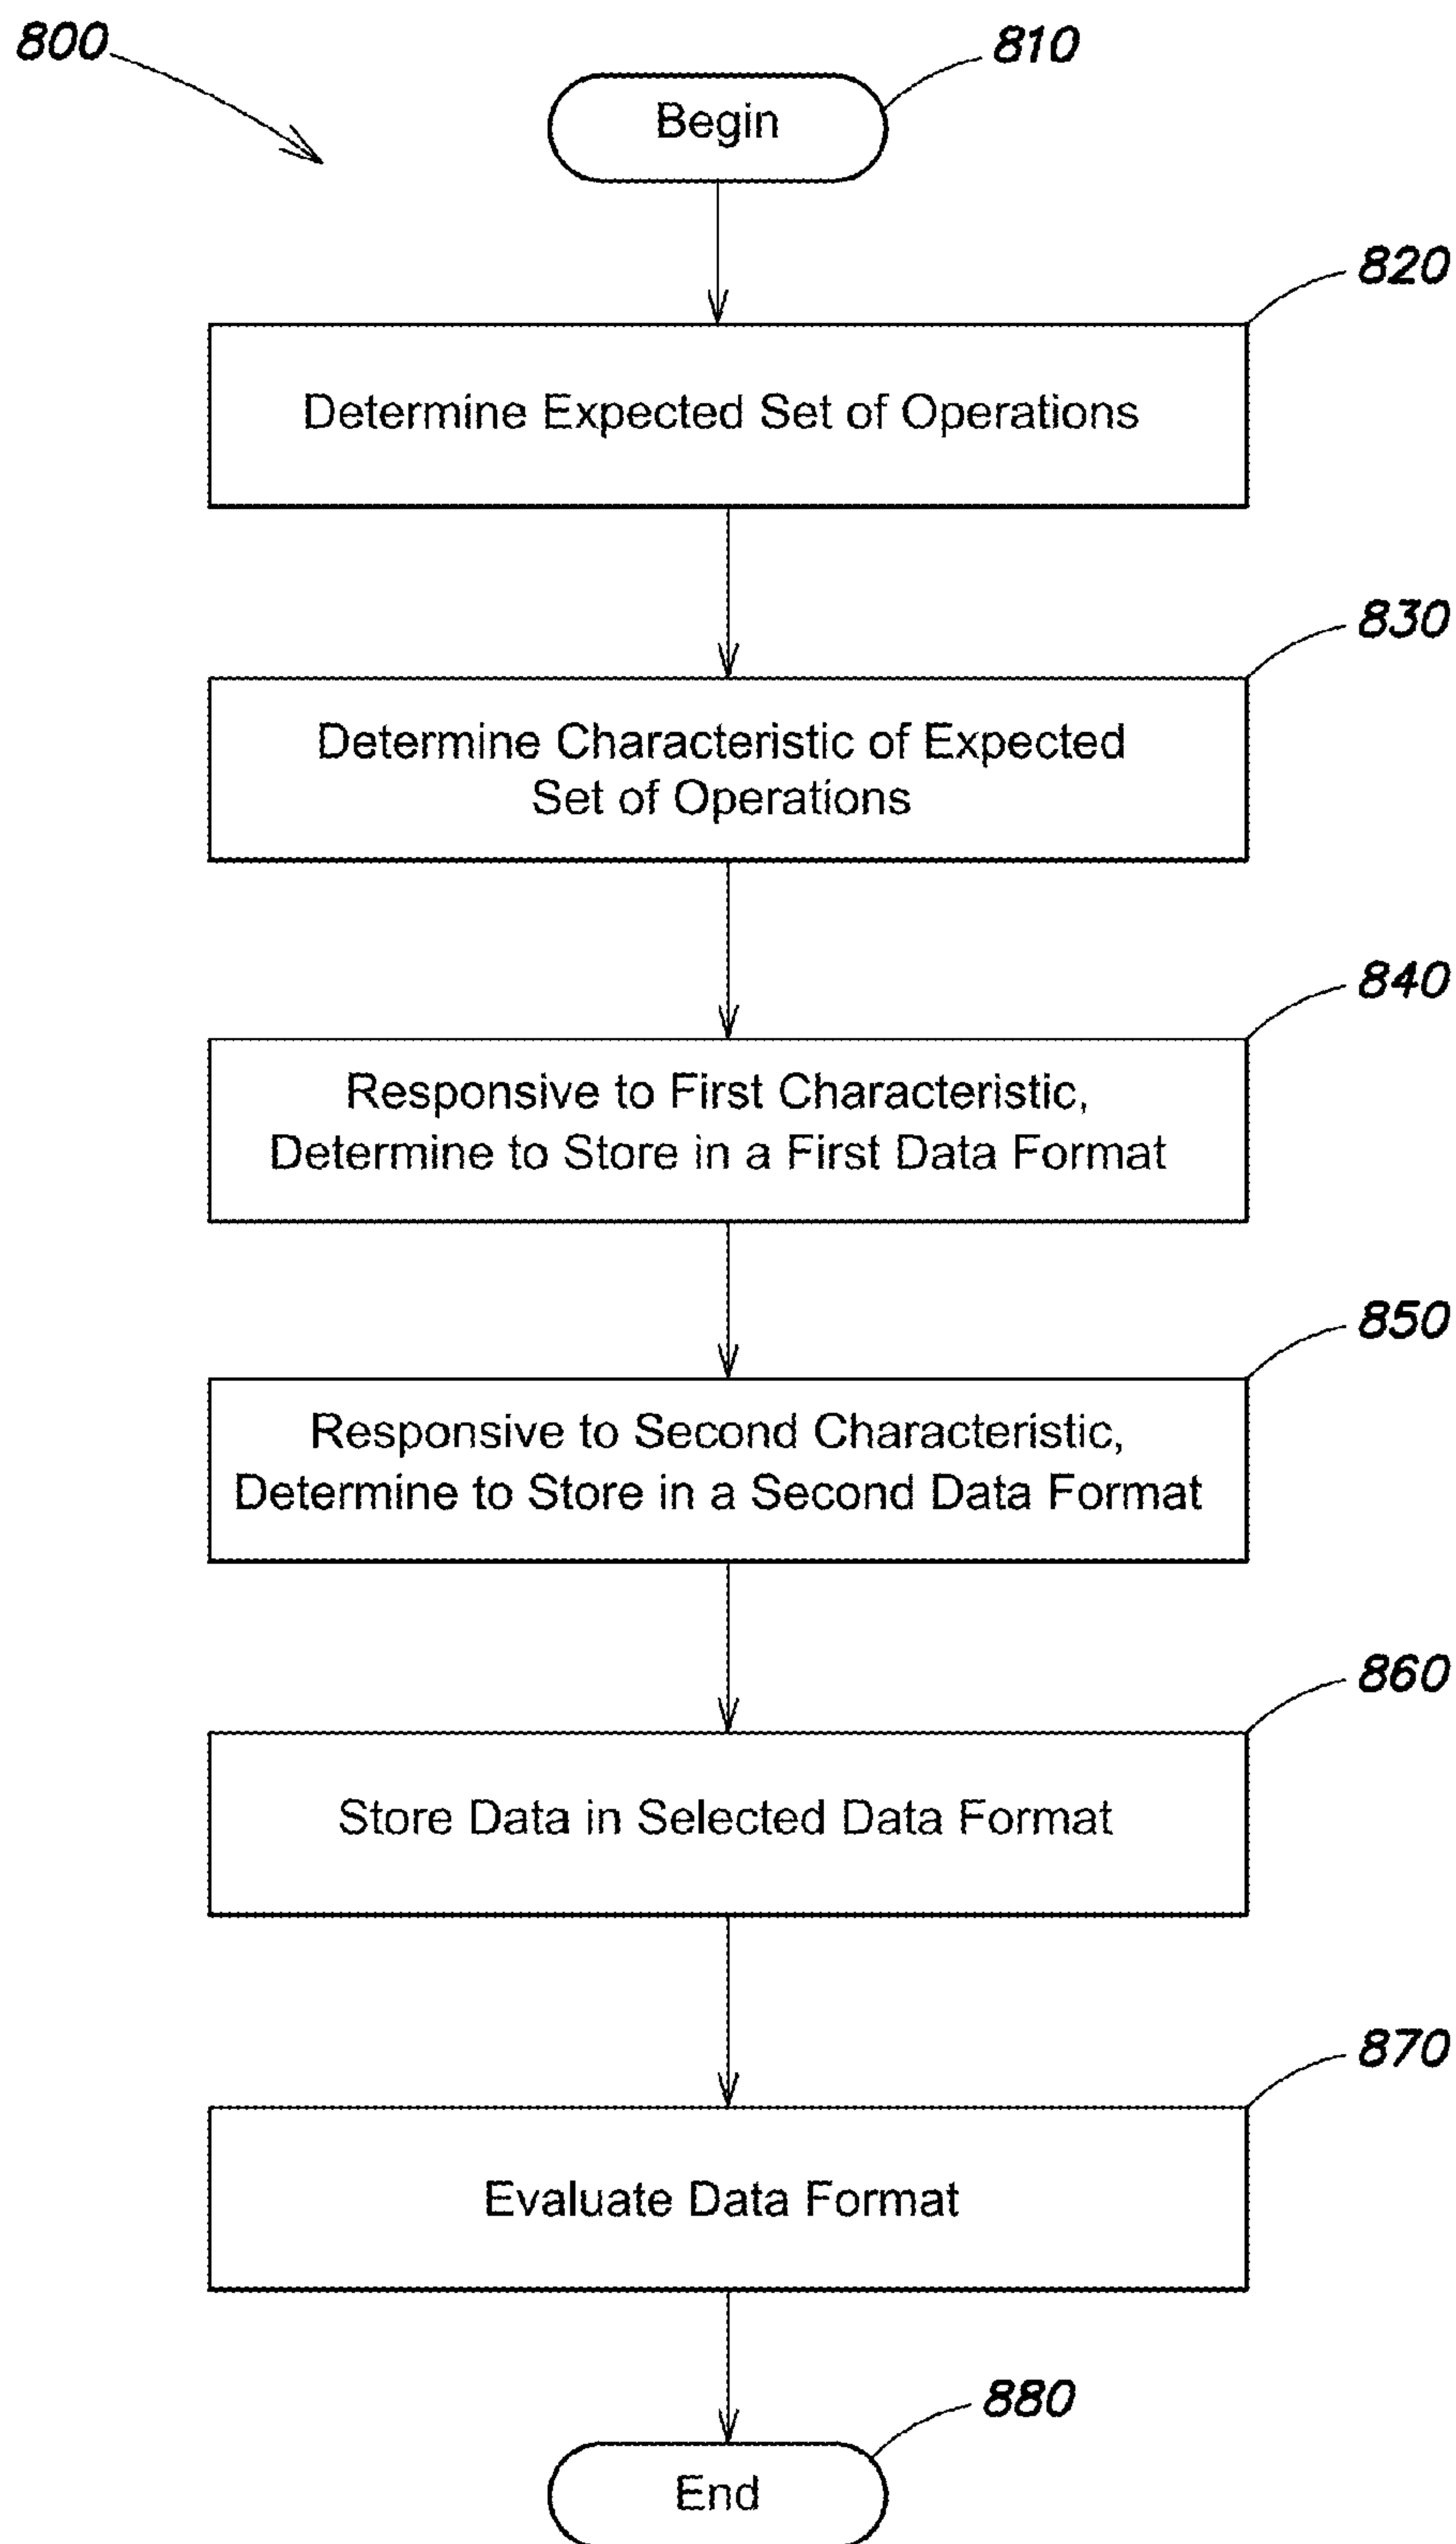 800
810
Begin
820
Determine Expected Set of Operations
830
Determine Characteristic of Expected
Set of Operations
840
Responsive to First Characteristic,
Determine to Store in a First Data Format
850
Responsive to Second Characteristic,
Determine to Store in a Second Data Format
860
Store Data in Selected Data Format
870
Evaluate Data Format
880
End